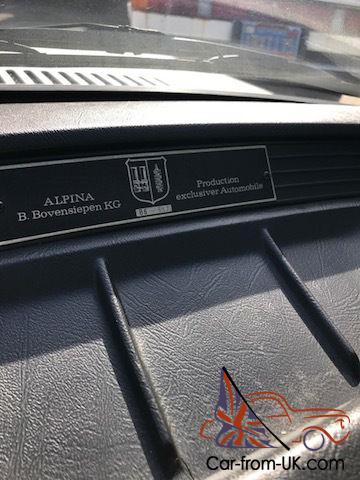 ALPINA
B. Bovensiepen KG
Production
exclusiver Automobile
Car-from-UK.com